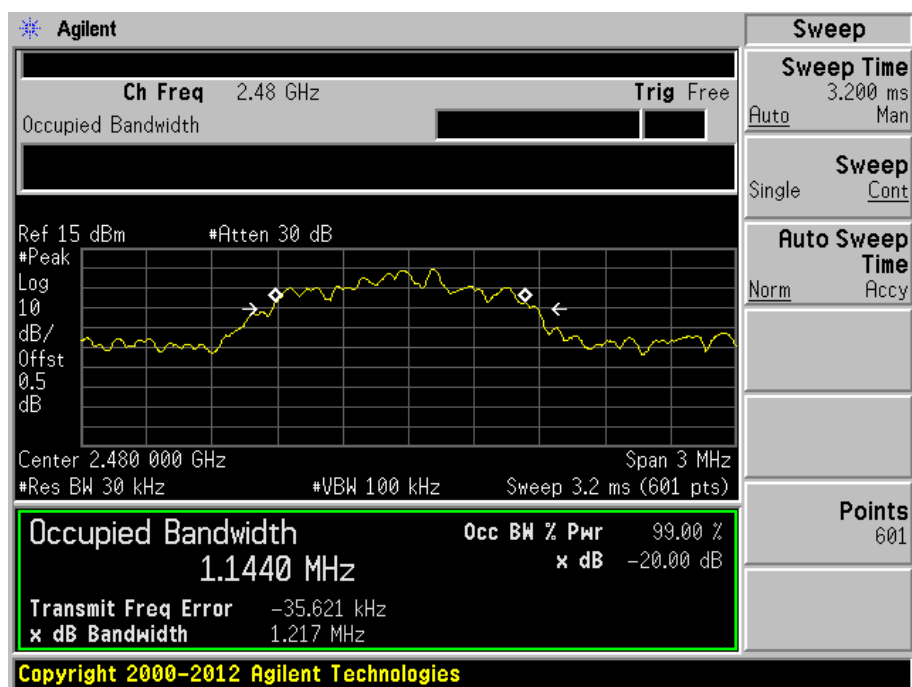 Agilent
Sweep
Ch Freq 2.48 GHz Trig Free
Occupied Bandwidth
Sweep Time
3.200 ms
Auto Man
Sweep
Single Cont
Auto Sweep
Time
Norm Accy
Points
601
Ref 15 dBm #Atten 30 dB
#Peak
Log
10
dB/
Offst
0.5
dB
Center 2.480 000 GHz Span 3 MHz
#Res BW 30 kHz #VBW 100 kHz Sweep 3.2 ms (601 pts)
Occupied Bandwidth
1.1440 MHz
Occ BW % Pwr 99.00 %
x dB -20.00 dB
Transmit Freq Error -35.621 kHz
x dB Bandwidth 1.217 MHz
Copyright 2000-2012 Agilent Technologies